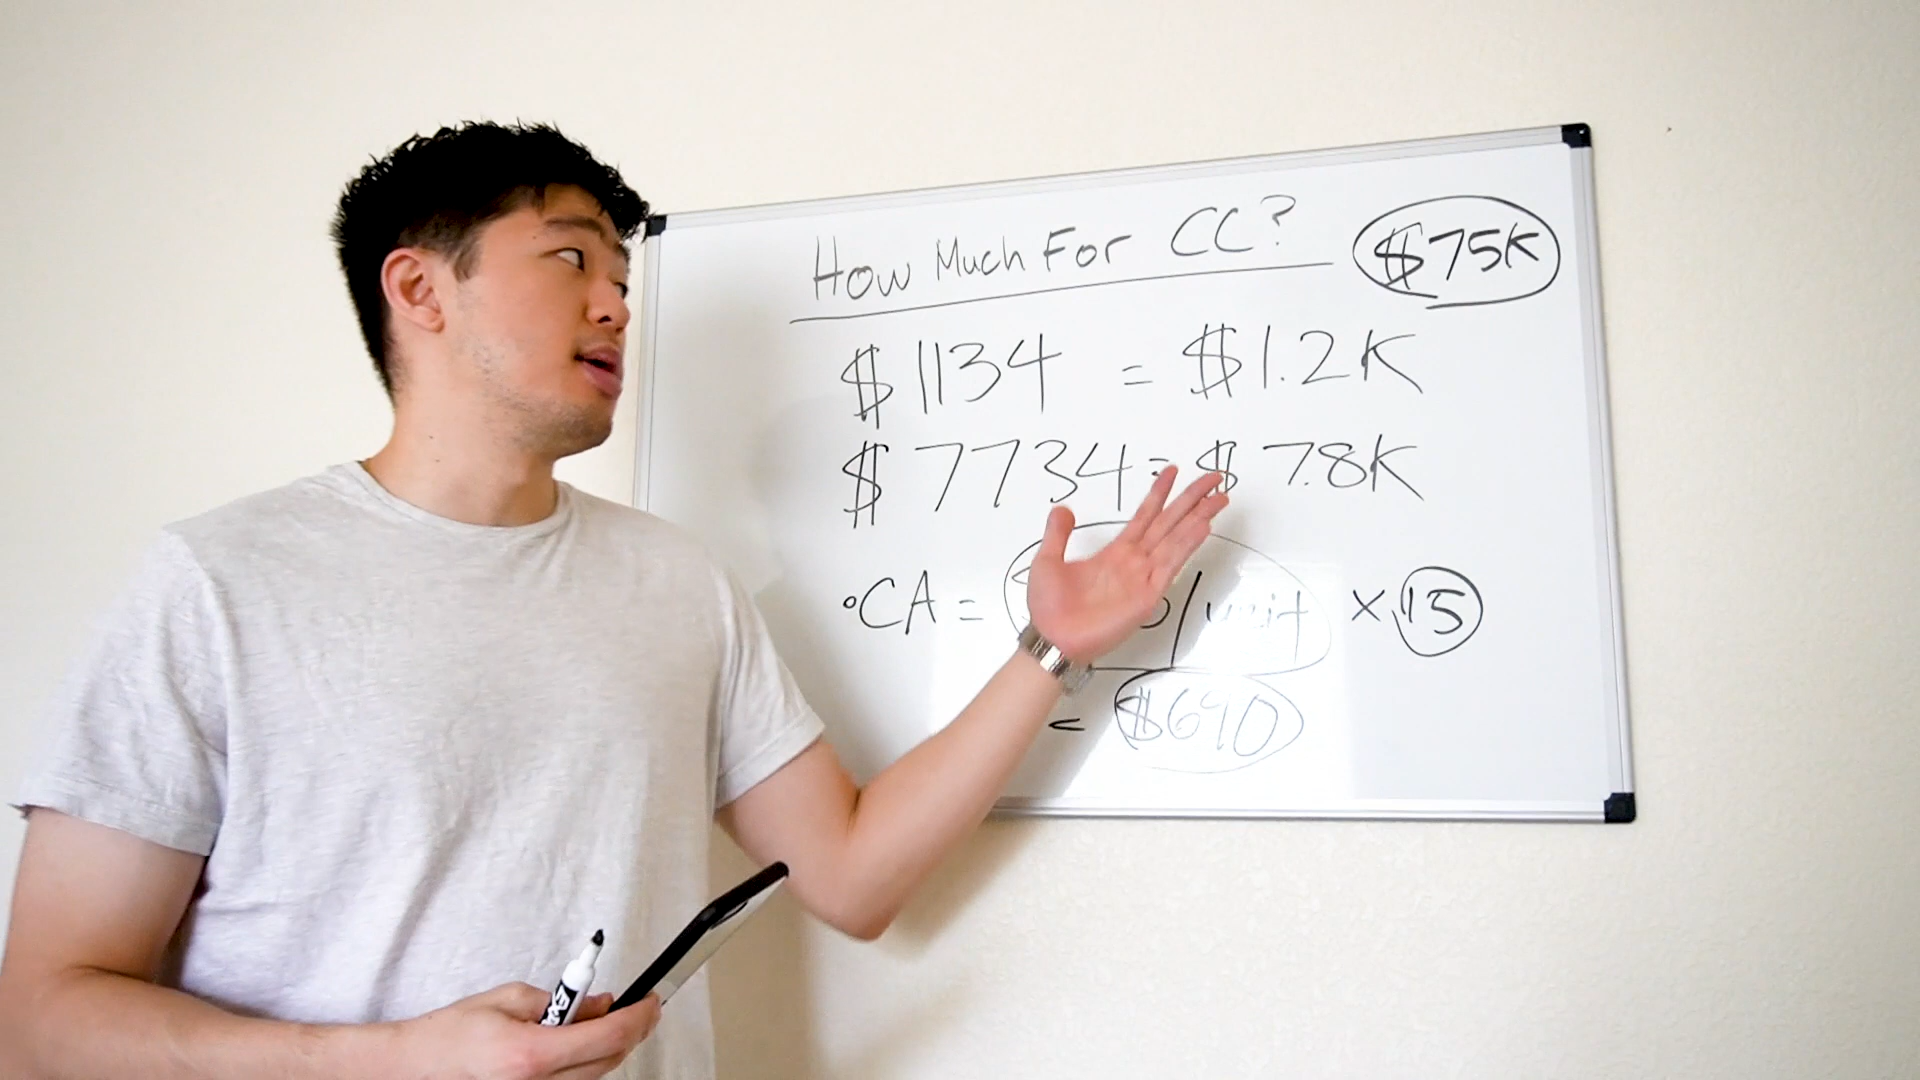 How Much For CC?
$75K
$1134 = $1.2K
$7734 = $7.8K
°CA = /unit × 15
= $690